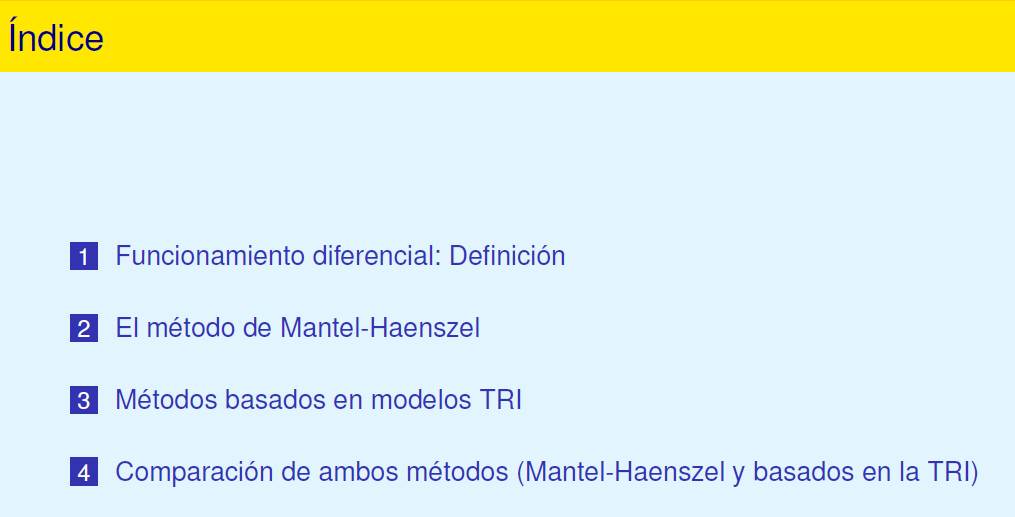 Índice
1 Funcionamiento diferencial: Definición
2 El método de Mantel-Haenszel
3 Métodos basados en modelos TRI
4 Comparación de ambos métodos (Mantel-Haenszel y basados en la TRI)